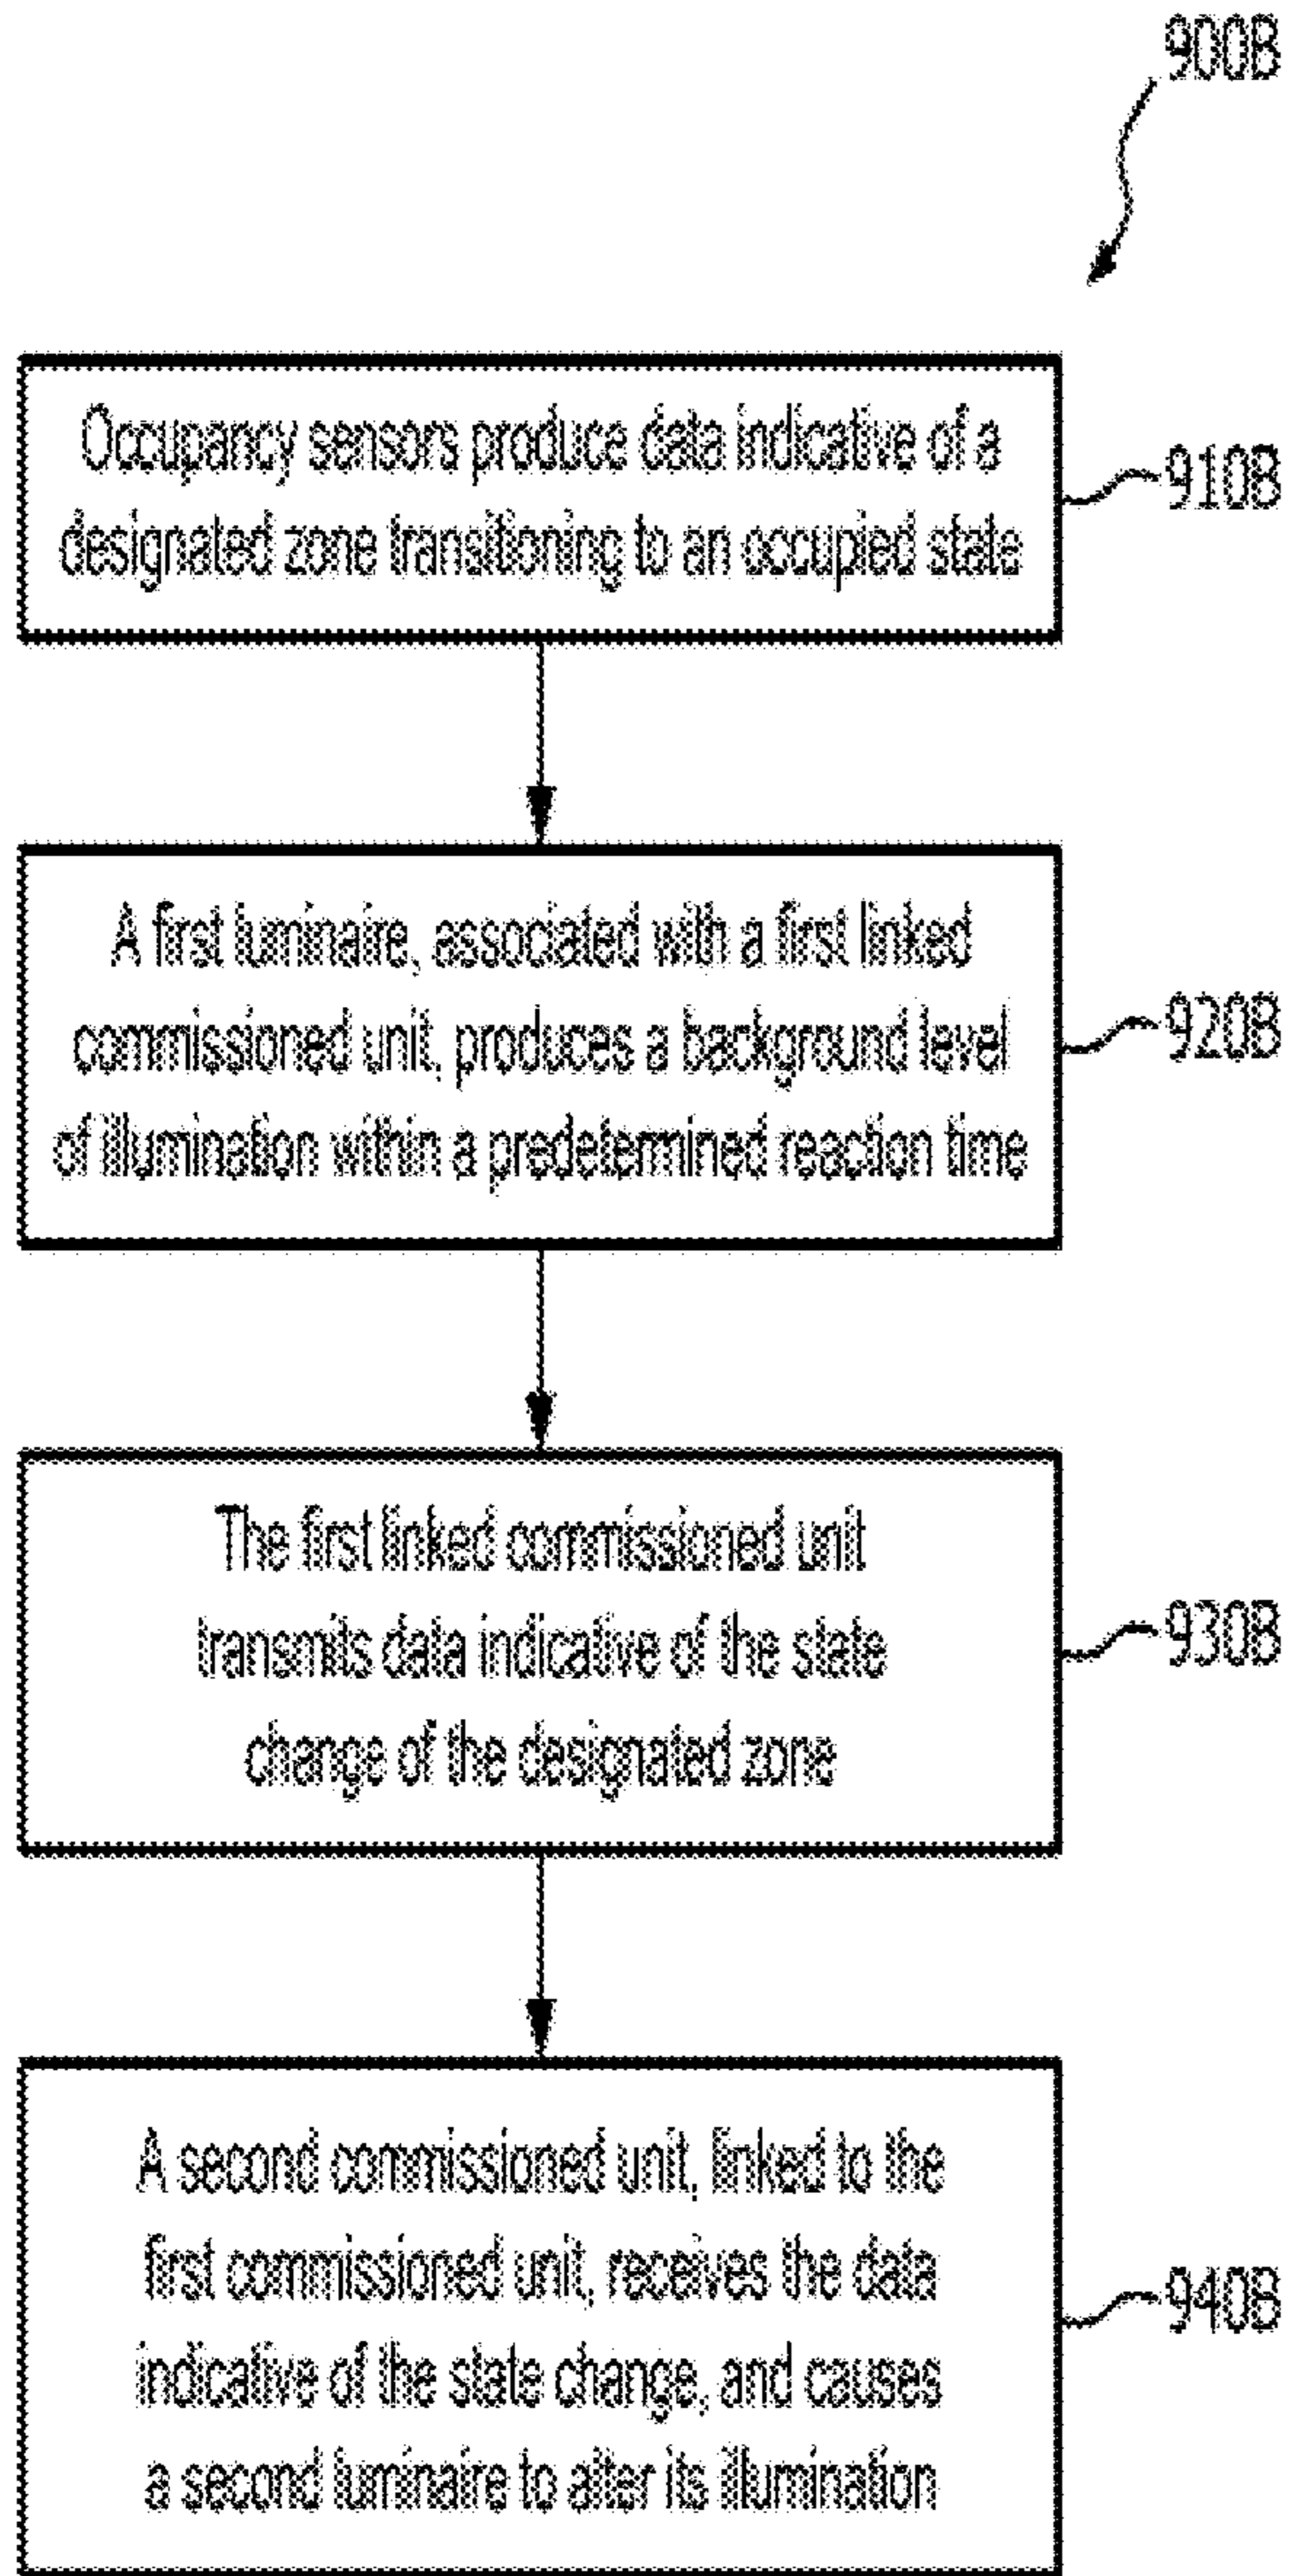 900B
Occupancy sensors produce data indicative of a
designated zone transitioning to an occupied state
910B
A first luminaire, associated with a first linked
commissioned unit, produces a background level
of illumination within a predetermined reaction time
920B
The first linked commissioned unit
transmits data indicative of the state
change of the designated zone
930B
A second commissioned unit, linked to the
first commissioned unit, receives the data
indicative of the state change, and causes
a second luminaire to alter its illumination
940B